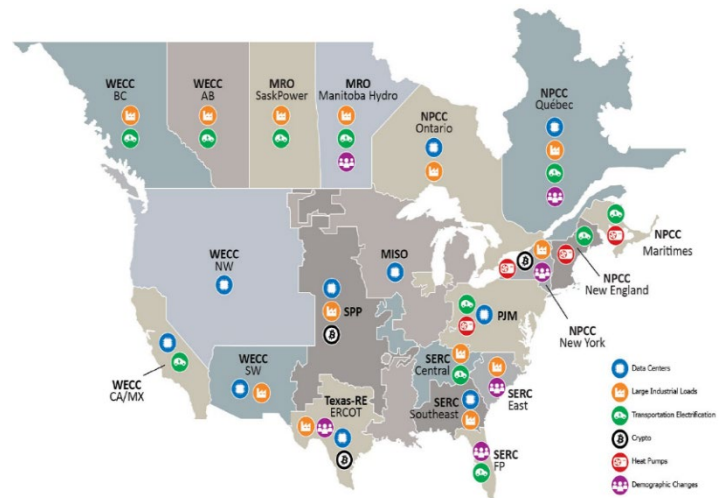 WECC
BC
WECC
AB
MRO
SaskPower
MRO
Manitoba Hydro
NPCC
Ontario
NPCC
Québec
NPCC
Maritimes
WECC
NW
MISO
NPCC
New England
SPP
PJM
NPCC
New York
WECC
CA/MX
WECC
SW
SERC
Central
SERC
East
Texas-RE
ERCOT
SERC
Southeast
SERC
FP
Data Centers
Large Industrial Loads
Transportation Electrification
Crypto
Heat Pumps
Demographic Changes